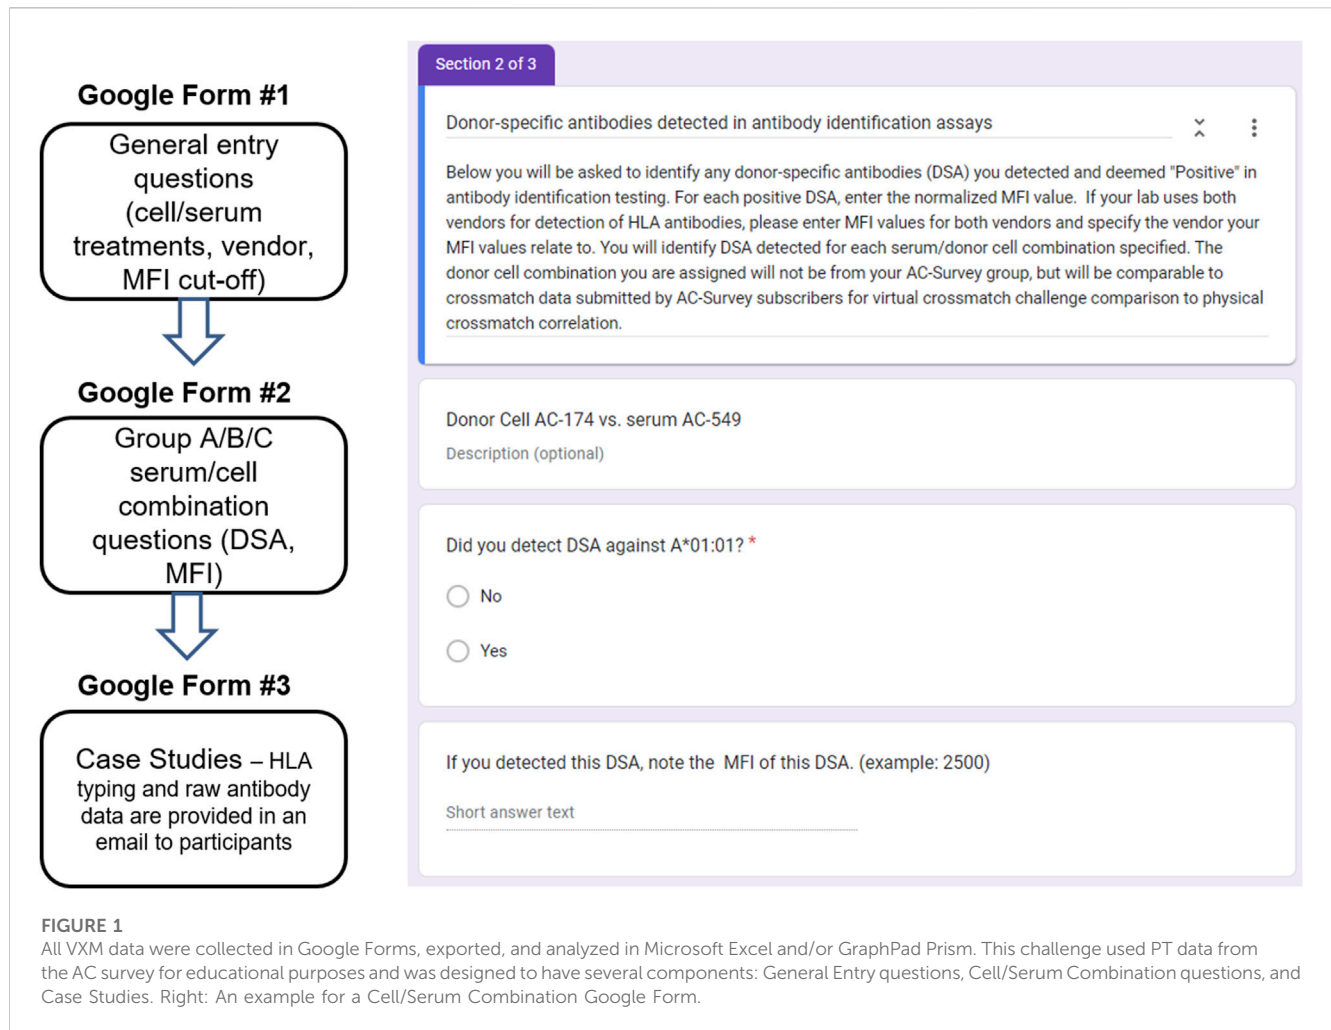 Google Form #1
General entry
questions
(cell/serum
treatments, vendor,
MFI cut-off)
Google Form #2
Group A/B/C
serum/cell
combination
questions (DSA,
MFI)
Google Form #3
Case Studies – HLA
typing and raw antibody
data are provided in an
email to participants
Section 2 of 3
Donor-specific antibodies detected in antibody identification assays
Below you will be asked to identify any donor-specific antibodies (DSA) you detected and deemed "Positive" in
antibody identification testing. For each positive DSA, enter the normalized MFI value. If your lab uses both
vendors for detection of HLA antibodies, please enter MFI values for both vendors and specify the vendor your
MFI values relate to. You will identify DSA detected for each serum/donor cell combination specified. The
donor cell combination you are assigned will not be from your AC-Survey group, but will be comparable to
crossmatch data submitted by AC-Survey subscribers for virtual crossmatch challenge comparison to physical
crossmatch correlation.
Donor Cell AC-174 vs. serum AC-549
Description (optional)
Did you detect DSA against A*01:01? *
No
Yes
If you detected this DSA, note the MFI of this DSA. (example: 2500)
Short answer text
FIGURE 1
All VXM data were collected in Google Forms, exported, and analyzed in Microsoft Excel and/or GraphPad Prism. This challenge used PT data from
the AC survey for educational purposes and was designed to have several components: General Entry questions, Cell/Serum Combination questions, and
Case Studies. Right: An example for a Cell/Serum Combination Google Form.